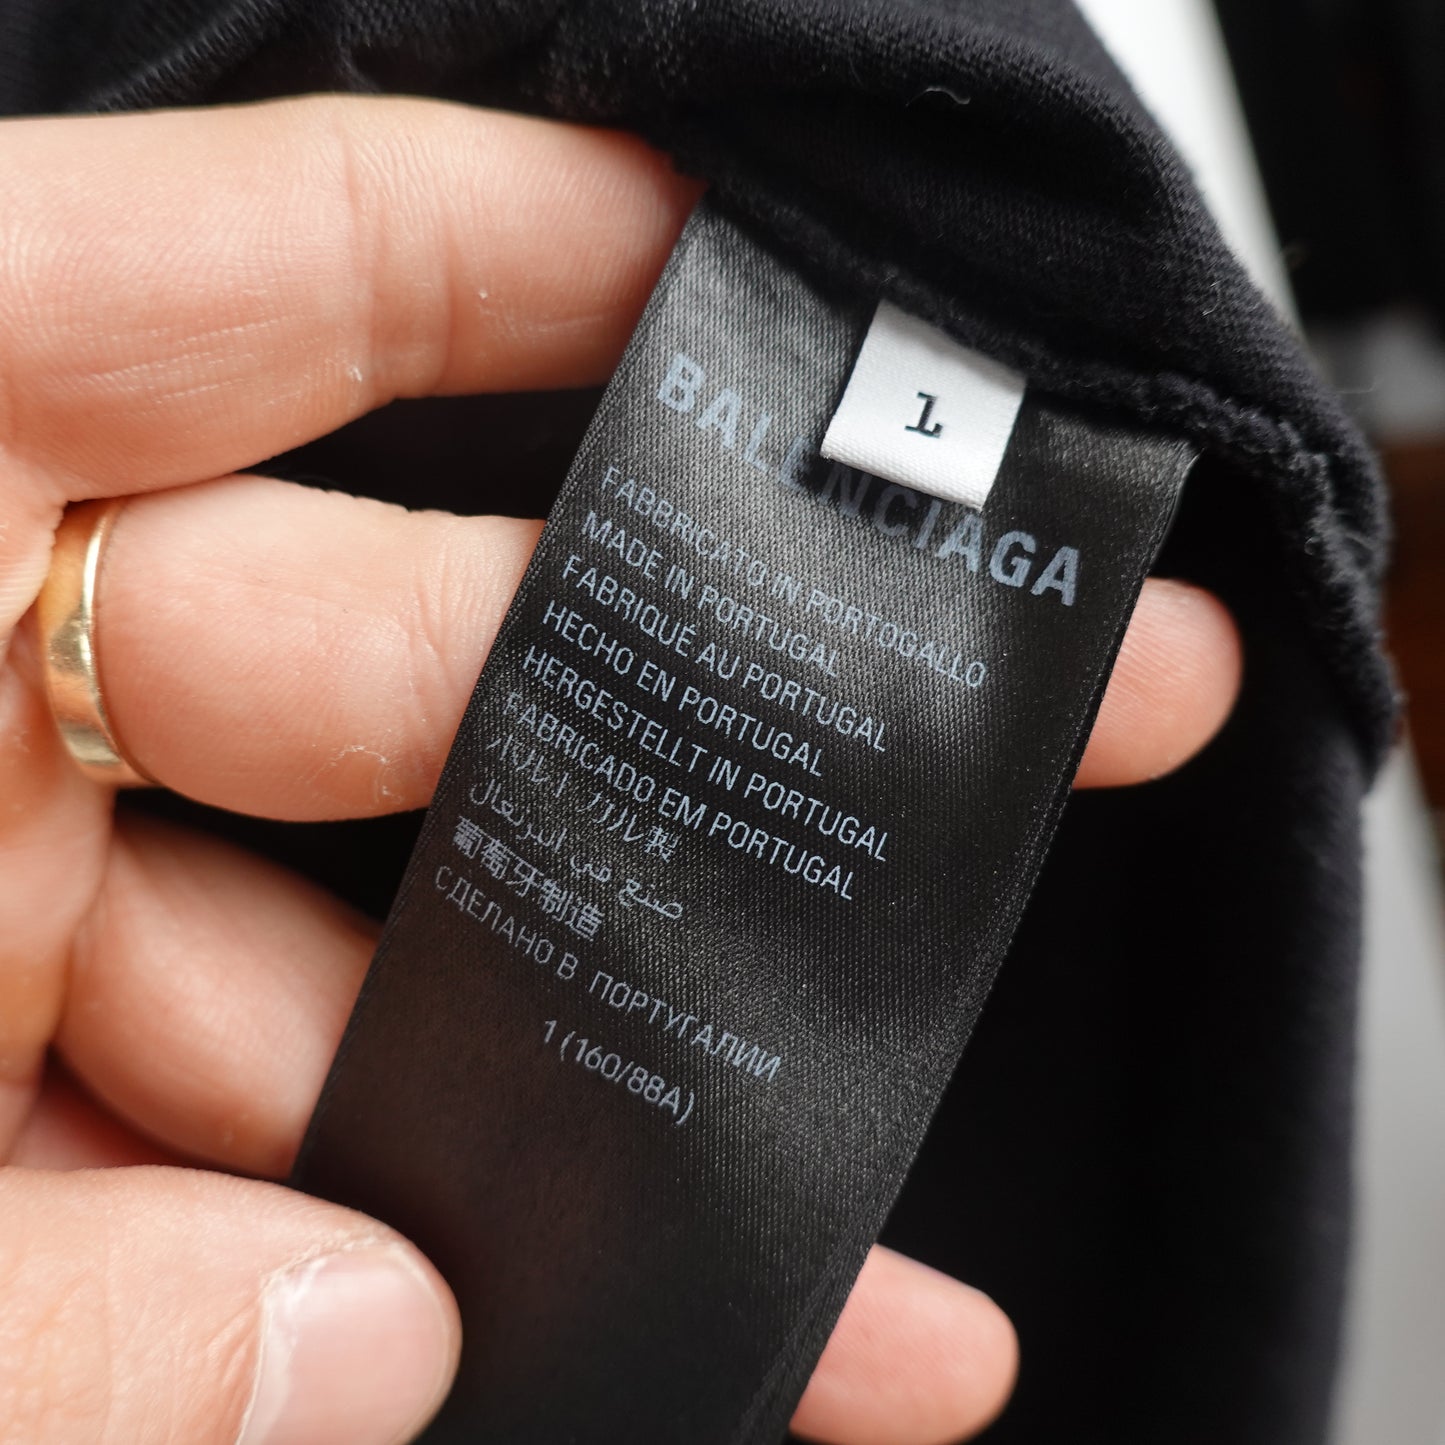 1
BALENCIAGA
FABBRICATO IN PORTOGALLO
MADE IN PORTUGAL
FABRIQUÉ AU PORTUGAL
HECHO EN PORTUGAL
HERGESTELLT IN PORTUGAL
FABRICADO EM PORTUGAL
ポルトガル製
صنع في البرتغال
葡萄牙制造
СДЕЛАНО В ПОРТУГАЛИИ
1 (160/88A)